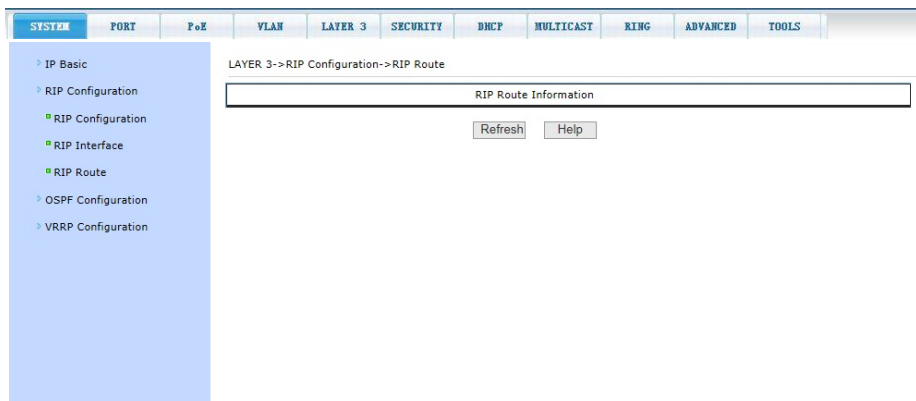 SYSTEM PORT PoE VLAN LAYER 3 SECURITY DHCP MULTICAST RING ADVANCED TOOLS
IP Basic
RIP Configuration
RIP Configuration
RIP Interface
RIP Route
OSPF Configuration
VRRP Configuration
LAYER 3->RIP Configuration->RIP Route
RIP Route Information
Refresh Help